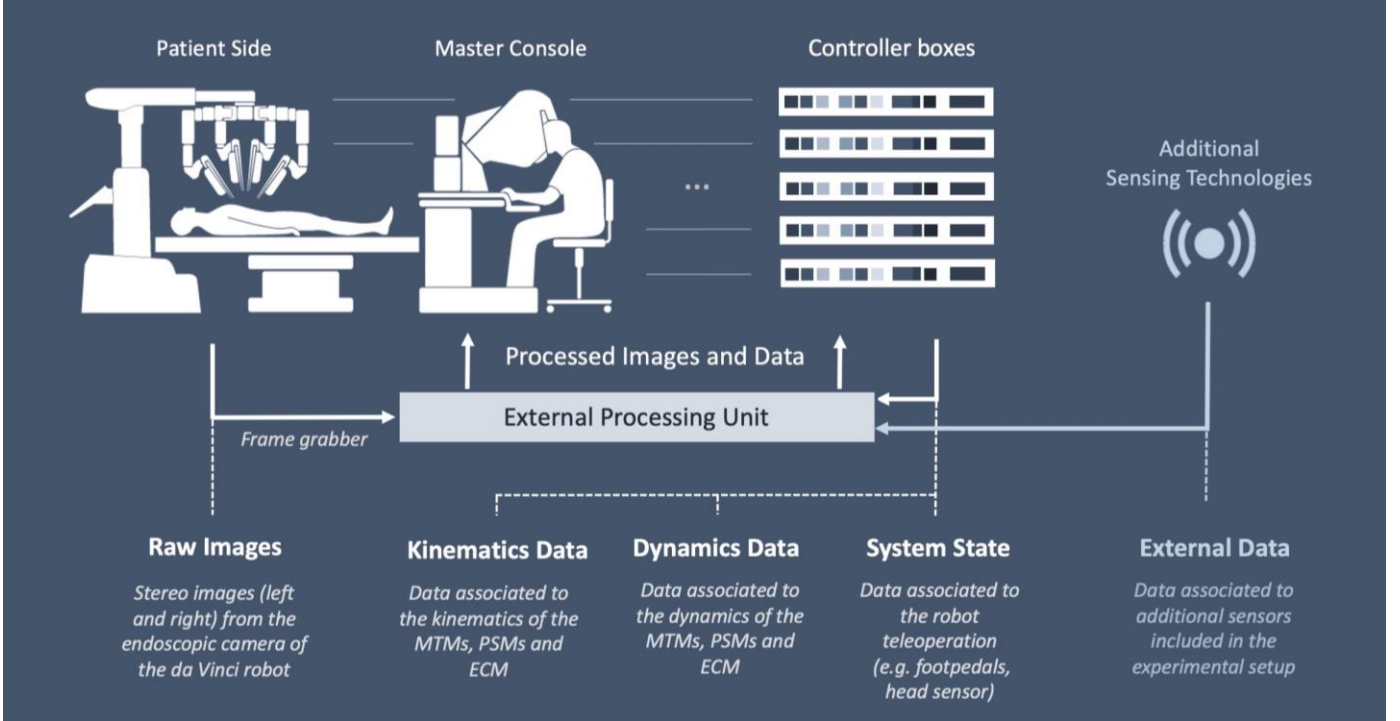 Patient Side
Master Console
Controller boxes
Additional
Sensing Technologies
...
Processed Images and Data
External Processing Unit
Frame grabber
Raw Images
Stereo images (left
and right) from the
endoscopic camera of
the da Vinci robot
Kinematics Data
Data associated to
the kinematics of the
MTMs, PSMs and
ECM
Dynamics Data
Data associated to
the dynamics of the
MTMs, PSMs and
ECM
System State
Data associated to
the robot
teleoperation
(e.g. footpedals,
head sensor)
External Data
Data associated to
additional sensors
included in the
experimental setup